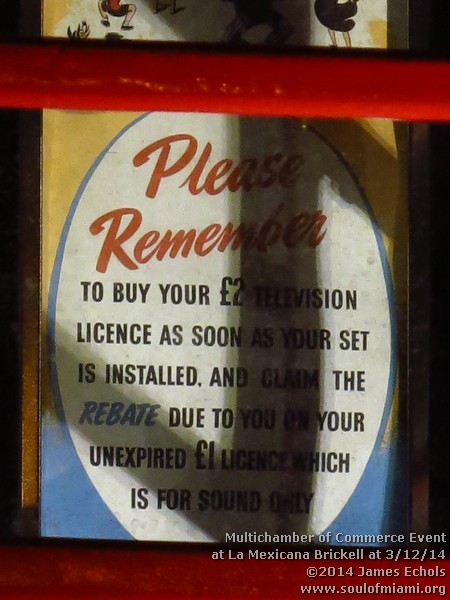 Please
Remember
TO BUY YOUR £2 TELEVISION
LICENCE AS SOON AS YOUR SET
IS INSTALLED, AND CLAIM THE
REBATE DUE TO YOU ON YOUR
UNEXPIRED £1 LICENCE WHICH
IS FOR SOUND ONLY
Multichamber of Commerce Event
at La Mexicana Brickell at 3/12/14
©2014 James Echols
www.soulofmiami.org